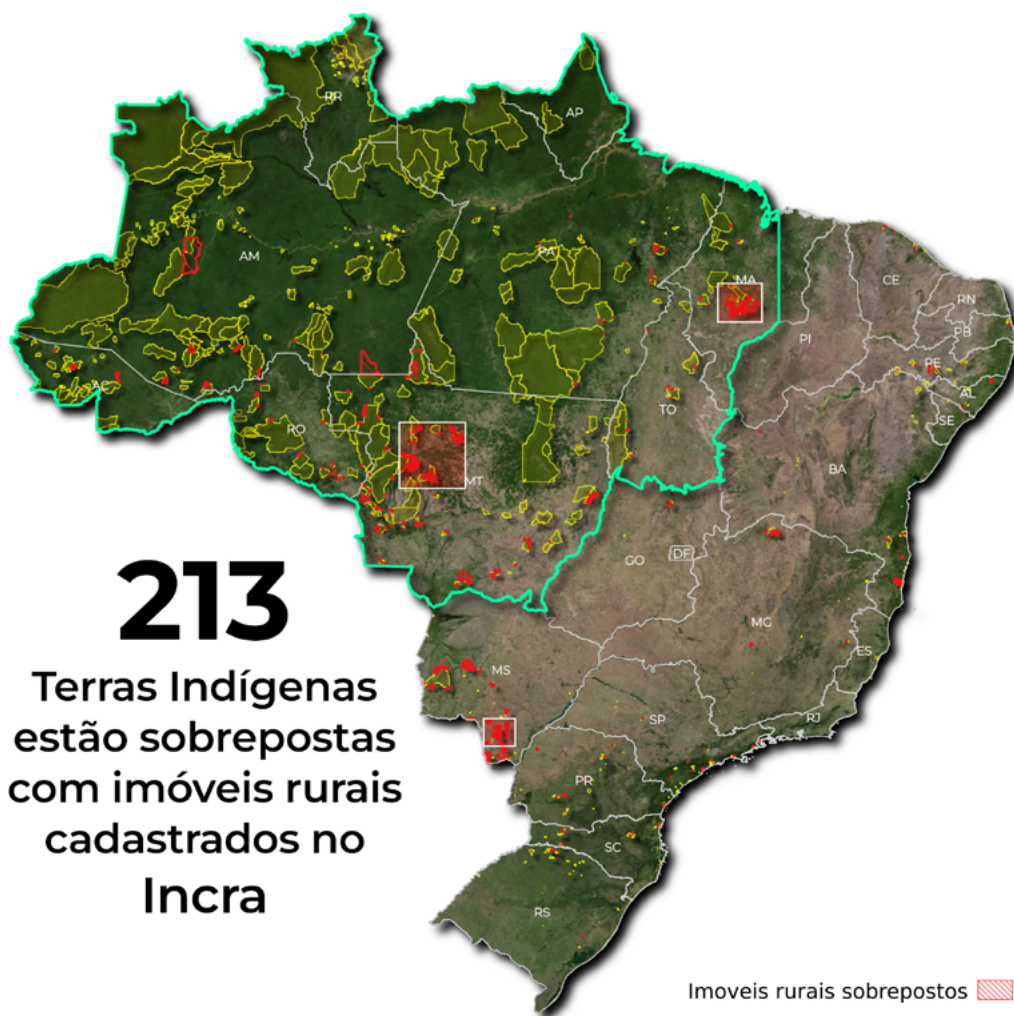 RR
AP
AM
PA
MA
CE
RN
PB
PI
PE
AL
SE
AC
TO
RO
BA
MT
GO
DF
MG
ES
MS
SP
RJ
PR
SC
RS
213
Terras Indígenas
estão sobrepostas
com imóveis rurais
cadastrados no
Incra
Imoveis rurais sobrepostos